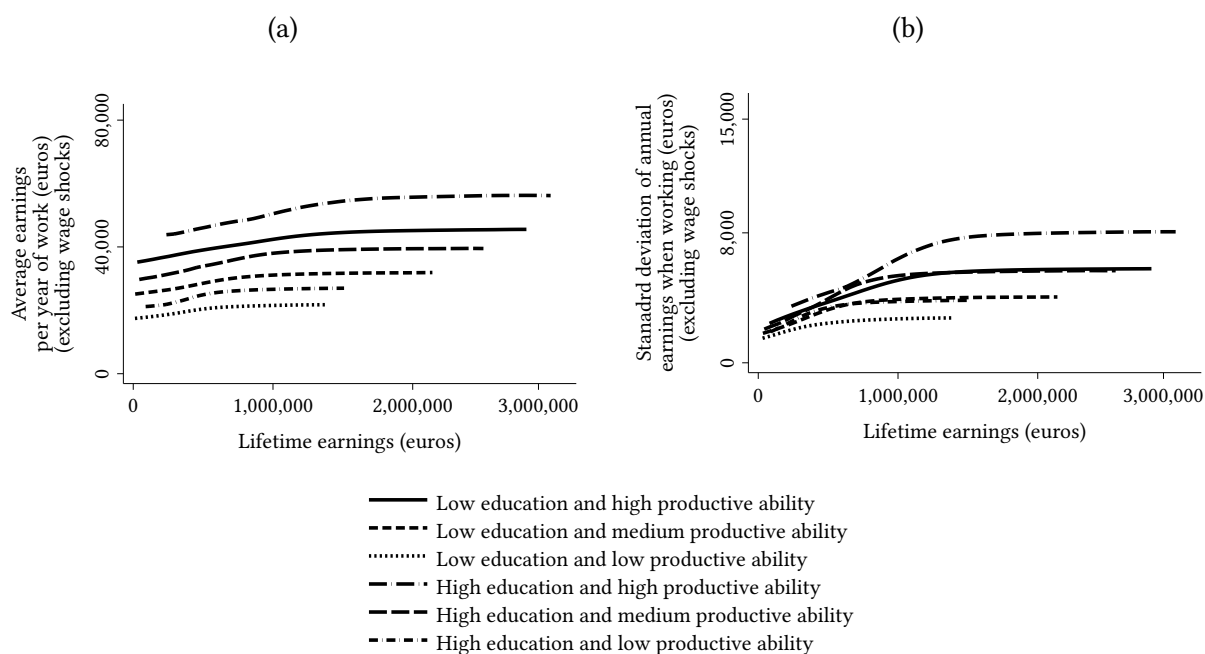 (a)
(b)
Average earnings
per year of work (euros)
(excluding wage shocks)
80,000
40,000
0
0
1,000,000
2,000,000
3,000,000
Lifetime earnings (euros)
Stanadrd deviation of annual
earnings when working (euros)
(excluding wage shocks)
15,000
8,000
0
0
1,000,000
2,000,000
3,000,000
Lifetime earnings (euros)
Low education and high productive ability
Low education and medium productive ability
Low education and low productive ability
High education and high productive ability
High education and medium productive ability
High education and low productive ability